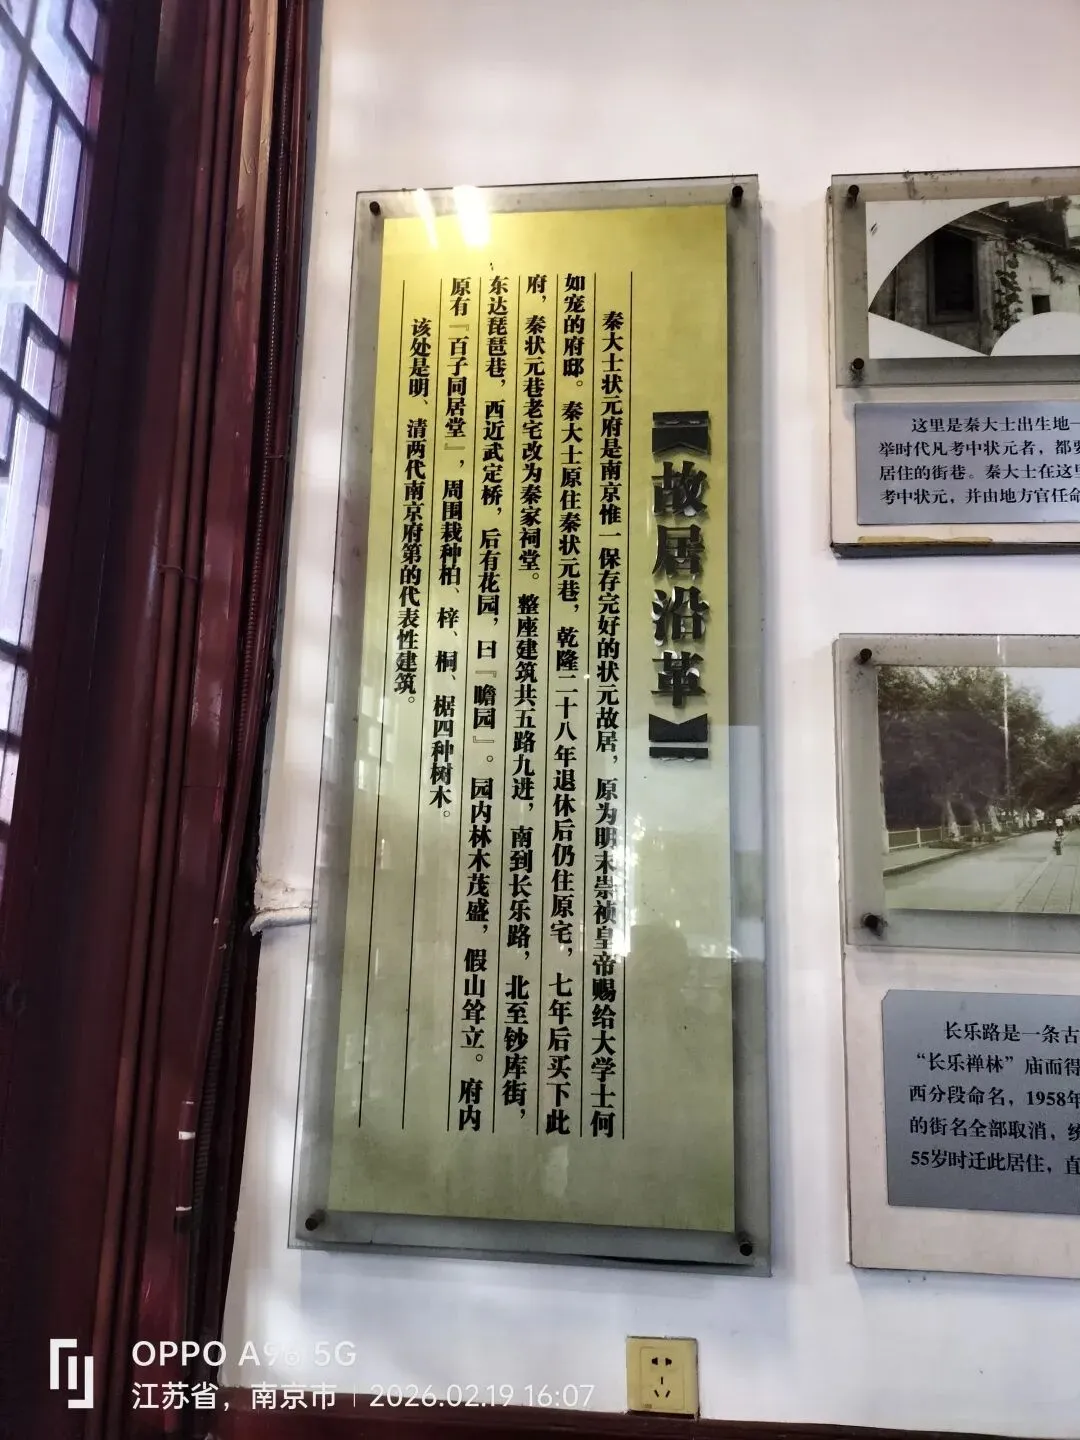 【故居沿革】
秦大士状元府是南京惟一保存完好的状元故居，原为明末崇祯皇帝赐给大学士何
如宠的府邸。秦大士原住秦状元巷，乾隆二十八年退休后仍住原宅，七年后买下此
府，秦状元巷老宅改为秦家祠堂。整座建筑共五路九进，南到长乐路，北至钞库街，
东达琵琶巷，西近武定桥，后有花园，曰『瞻园』。园内林木茂盛，假山耸立。府内
原有『百子同居堂』，周围栽种柏、梓、桐、椐四种树木。
该处是明、清两代南京府第的代表性建筑。
这里是秦大士出生地一
举时代凡考中状元者，都要
居住的街巷。秦大士在这里
考中状元，并由地方官任命
长乐路是一条古
“长乐禅林”庙而得
西分段命名，1958年
的街名全部取消，统
55岁时迁此居住，直
OPPO A96 5G
江苏省，南京市 | 2026.02.19 16:07